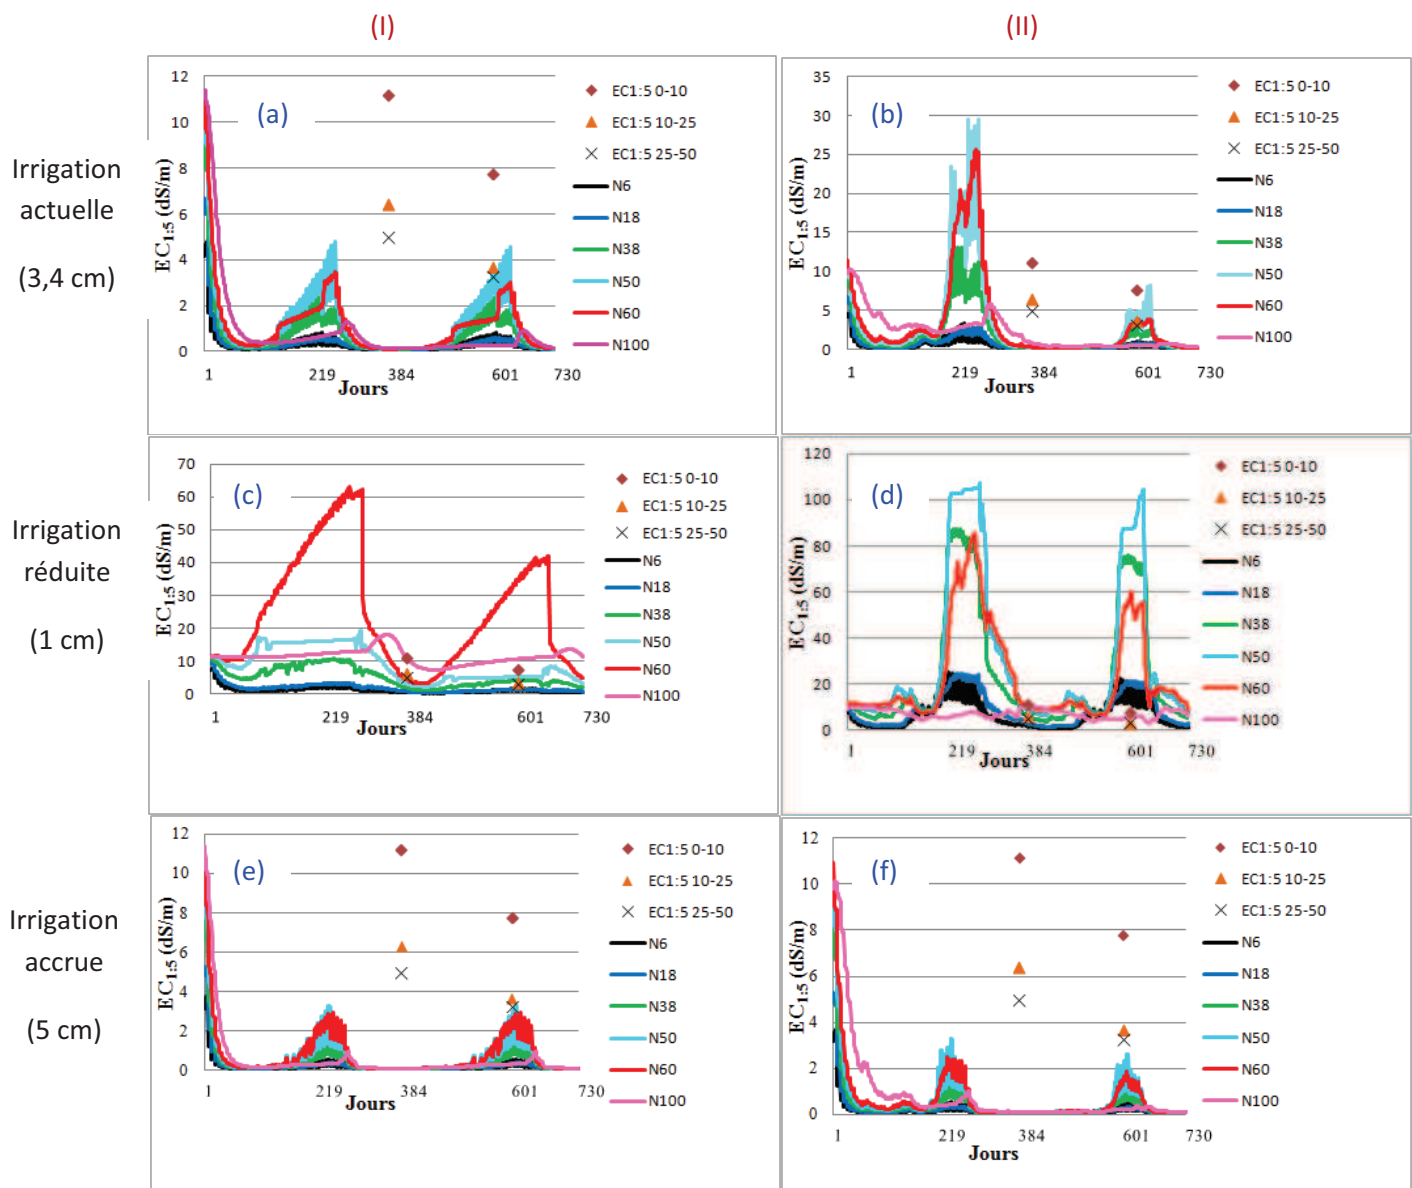 (I)
(II)
Irrigation
actuelle
(3,4 cm)
(a)
EC1:5 (dS/m)
12
10
8
6
4
2
0
1
219
384
601
730
Jours
EC1:5 0-10
EC1:5 10-25
EC1:5 25-50
N6
N18
N38
N50
N60
N100
(b)
EC1:5 (dS/m)
35
30
25
20
15
10
5
0
1
219
384
601
730
Jours
EC1:5 0-10
EC1:5 10-25
EC1:5 25-50
N6
N18
N38
N50
N60
N100
Irrigation
réduite
(1 cm)
(c)
EC1:5 (dS/m)
70
60
50
40
30
20
10
0
1
219
384
601
730
Jours
EC1:5 0-10
EC1:5 10-25
EC1:5 25-50
N6
N18
N38
N50
N60
N100
(d)
EC1:5 (dS/m)
120
100
80
60
40
20
0
1
219
384
601
730
Jours
EC1:5 0-10
EC1:5 10-25
EC1:5 25-50
N6
N18
N38
N50
N60
N100
Irrigation
accrue
(5 cm)
(e)
EC1:5 (dS/m)
12
10
8
6
4
2
0
1
219
384
601
730
Jours
EC1:5 0-10
EC1:5 10-25
EC1:5 25-50
N6
N18
N38
N50
N60
N100
(f)
EC1:5 (dS/m)
12
10
8
6
4
2
0
1
219
384
601
730
Jours
EC1:5 0-10
EC1:5 10-25
EC1:5 25-50
N6
N18
N38
N50
N60
N100